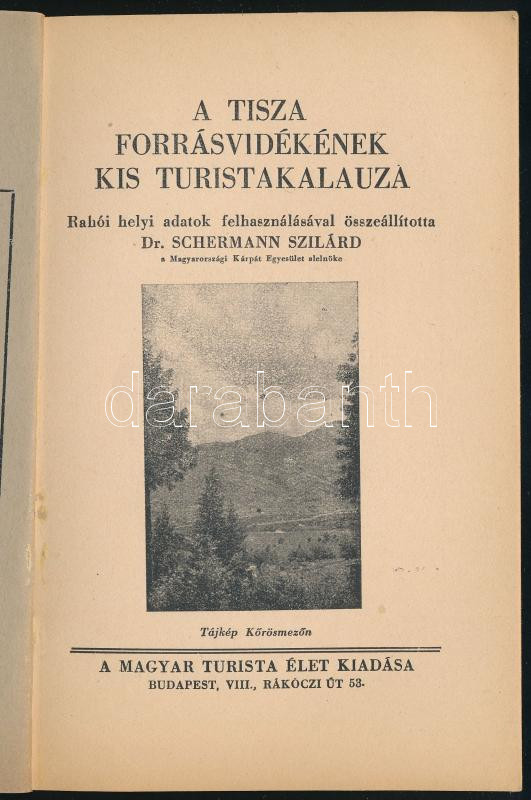 A TISZA
FORRÁSVIDÉKÉNEK
KIS TURISTAKALAUZA
Rahói helyi adatok felhasználásával összeállította
Dr. SCHERMANN SZILÁRD
a Magyarországi Kárpát Egyesület alelnöke
darabanth
Tájkép Kőrösmezőn
A MAGYAR TURISTA ÉLET KIADÁSA
BUDAPEST, VIII., RÁKÓCZI ÚT 53.